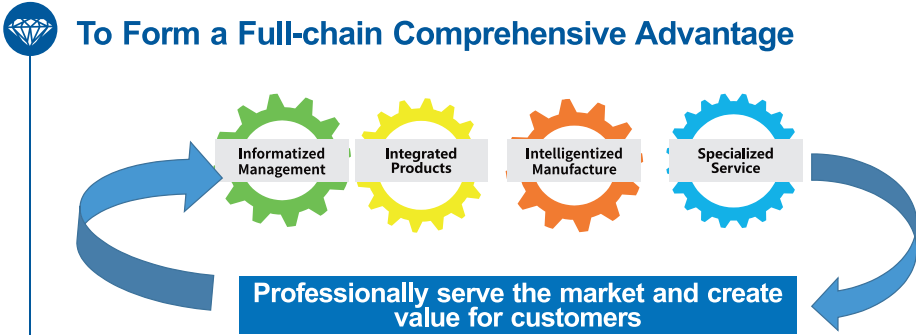 To Form a Full-chain Comprehensive Advantage
Informatized
Management
Integrated
Products
Intelligentized
Manufacture
Specialized
Service
Professionally serve the market and create
value for customers